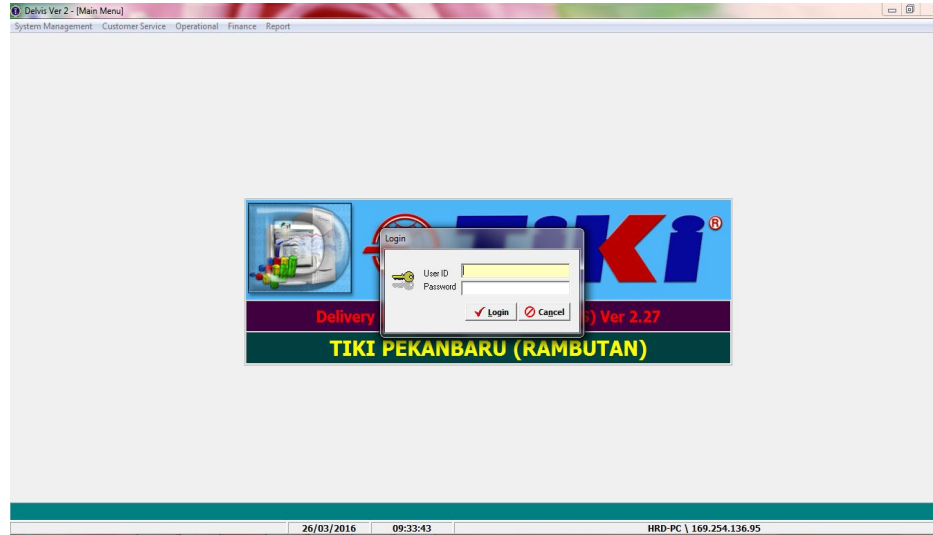 Delvis Ver 2 - [Main Menu]
System Management Customer Service Operational Finance Report
TiKi®
Login
User ID
Password
Login Cancel
Delivery ) Ver 2.27
TIKI PEKANBARU (RAMBUTAN)
26/03/2016 09:33:43 HRD-PC \ 169.254.136.95